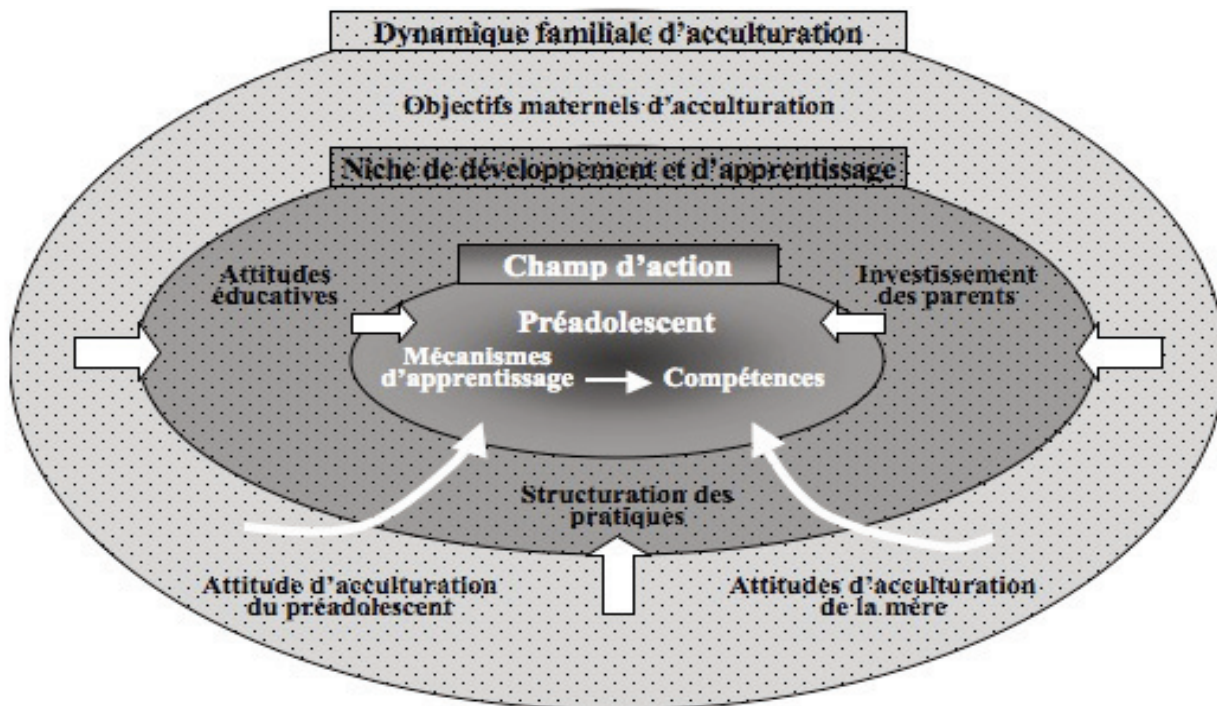 Dynamique familiale d'acculturation
Objectifs maternels d'acculturation
Niche de développement et d'apprentissage
Champ d'action
Attitudes
éducatives
Investissement
des parents
Préadolescent
Mécanismes
d'apprentissage
Compétences
Structuration des
pratiques
Attitude d'acculturation
du préadolescent
Attitudes d'acculturation
de la mère